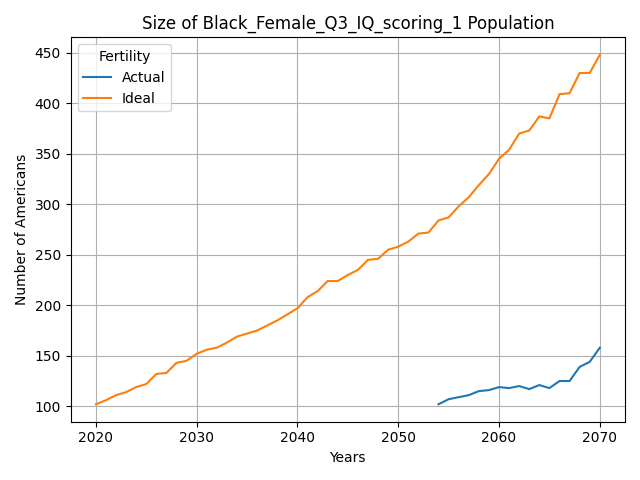 Size of Black_Female_Q3_IQ_scoring_1 Population
Fertility
Actual
Ideal
Number of Americans
450
400
350
300
250
200
150
100
2020 2030 2040 2050 2060 2070
Years